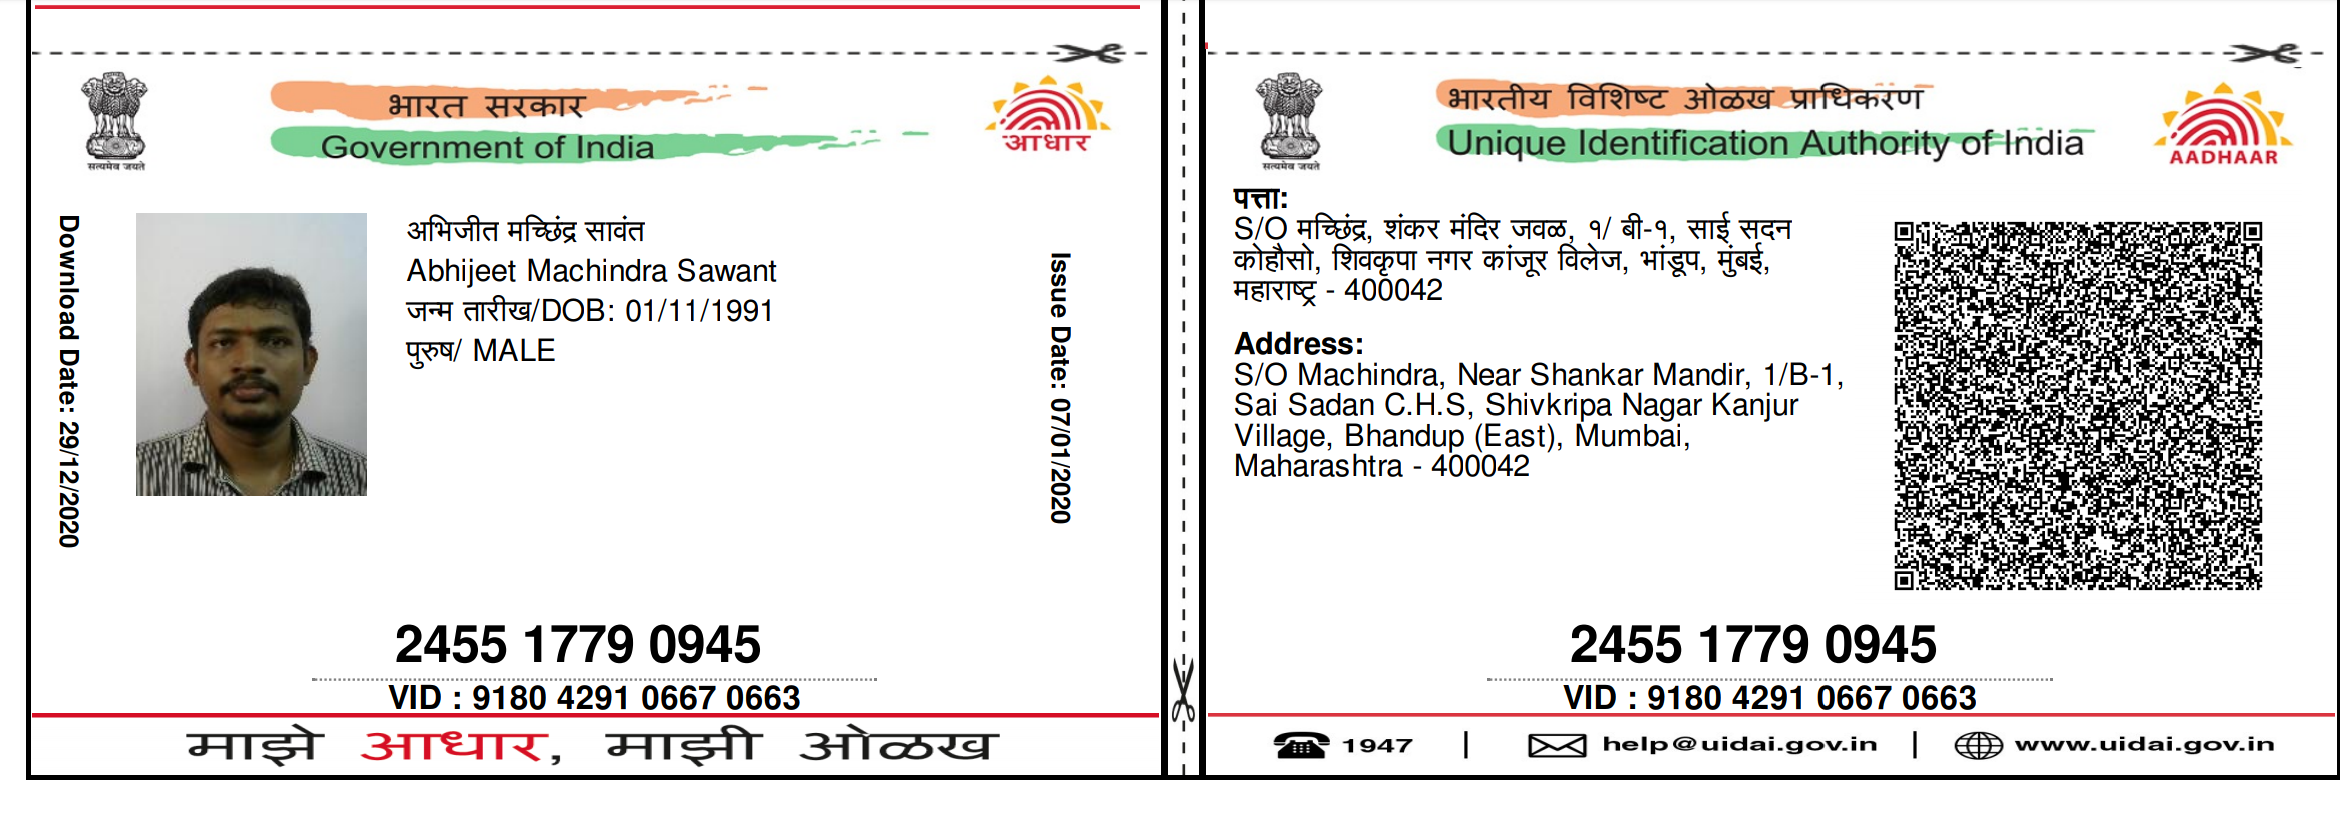 भारत सरकार
Government of India
आधार
सत्यमेव जयते
Download Date: 29/12/2020
अभिजीत मच्छिंद्र सावंत
Abhijeet Machindra Sawant
जन्म तारीख/DOB: 01/11/1991
पुरुष/ MALE
Issue Date: 07/01/2020
2455 1779 0945
VID : 9180 4291 0667 0663
माझे आधार, माझी ओळख
भारतीय विशिष्ट ओळख प्राधिकरण
Unique Identification Authority of India
AADHAAR
सत्यमेव जयते
पत्ता:
S/O मच्छिंद्र, शंकर मंदिर जवळ, १/ बी-१, साई सदन
कोहौसो, शिवकृपा नगर कांजूर विलेज, भांडूप, मुंबई,
महाराष्ट्र - 400042
Address:
S/O Machindra, Near Shankar Mandir, 1/B-1,
Sai Sadan C.H.S, Shivkripa Nagar Kanjur
Village, Bhandup (East), Mumbai,
Maharashtra - 400042
2455 1779 0945
VID : 9180 4291 0667 0663
1947 | help@uidai.gov.in | www.uidai.gov.in